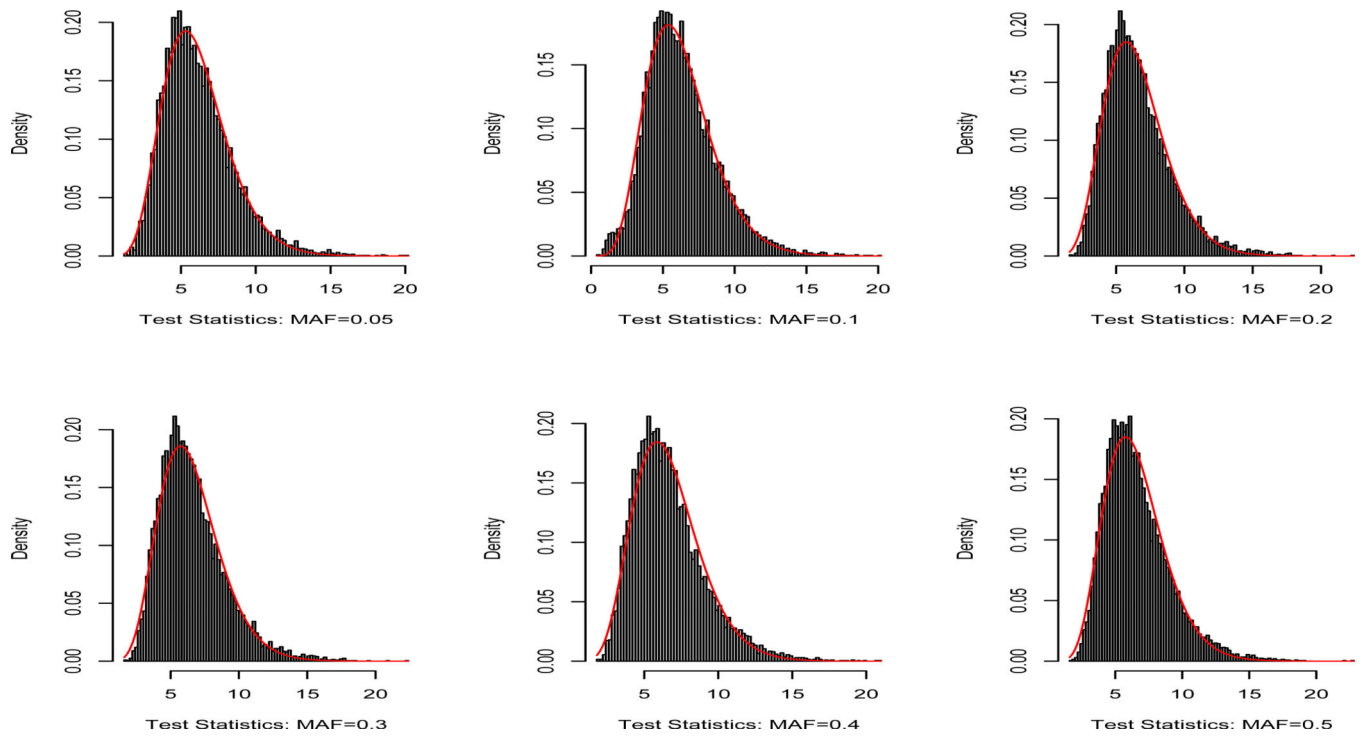 Density
0.00 0.05 0.10 0.15 0.20
5 10 15 20
Test Statistics: MAF=0.05
Density
0.00 0.05 0.10 0.15
0 5 10 15 20
Test Statistics: MAF=0.1
Density
0.00 0.05 0.10 0.15 0.20
5 10 15 20
Test Statistics: MAF=0.2
Density
0.00 0.05 0.10 0.15 0.20
5 10 15 20
Test Statistics: MAF=0.3
Density
0.00 0.05 0.10 0.15 0.20
5 10 15 20
Test Statistics: MAF=0.4
Density
0.00 0.05 0.10 0.15 0.20
5 10 15 20
Test Statistics: MAF=0.5